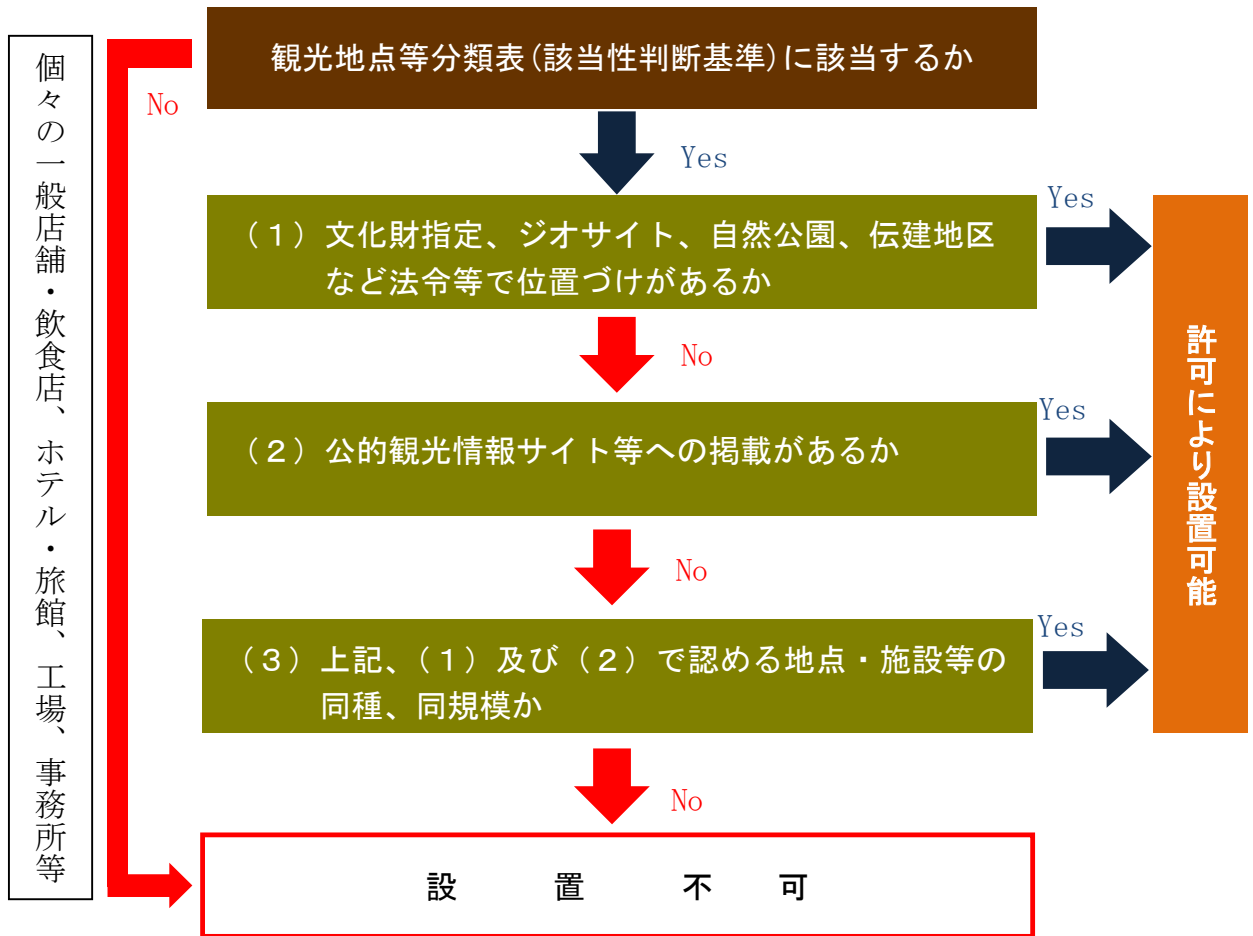 観光地点等分類表(該当性判断基準)に該当するか
No
Yes
個々の一般店舗・飲食店、ホテル・旅館、工場、事務所等
(1)文化財指定、ジオサイト、自然公園、伝建地区
など法令等で位置づけがあるか
Yes
No
(2)公的観光情報サイト等への掲載があるか
Yes
No
(3)上記、(1)及び(2)で認める地点・施設等の
同種、同規模か
Yes
許可により設置可能
No
設 置 不 可